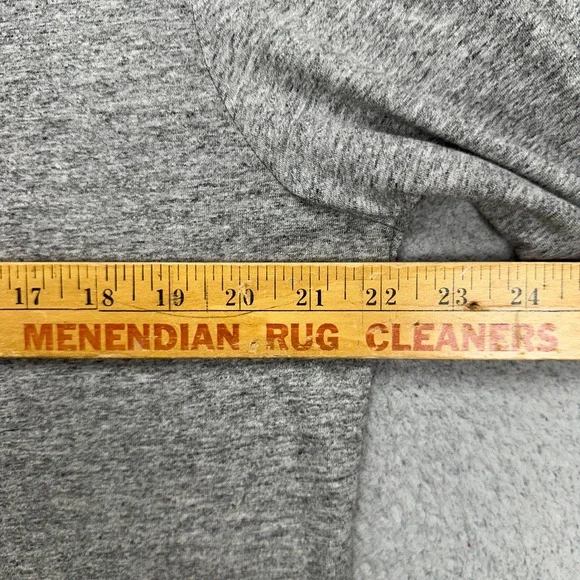 17 18 19 20 21 22 23 24
MENENDIAN RUG CLEANERS